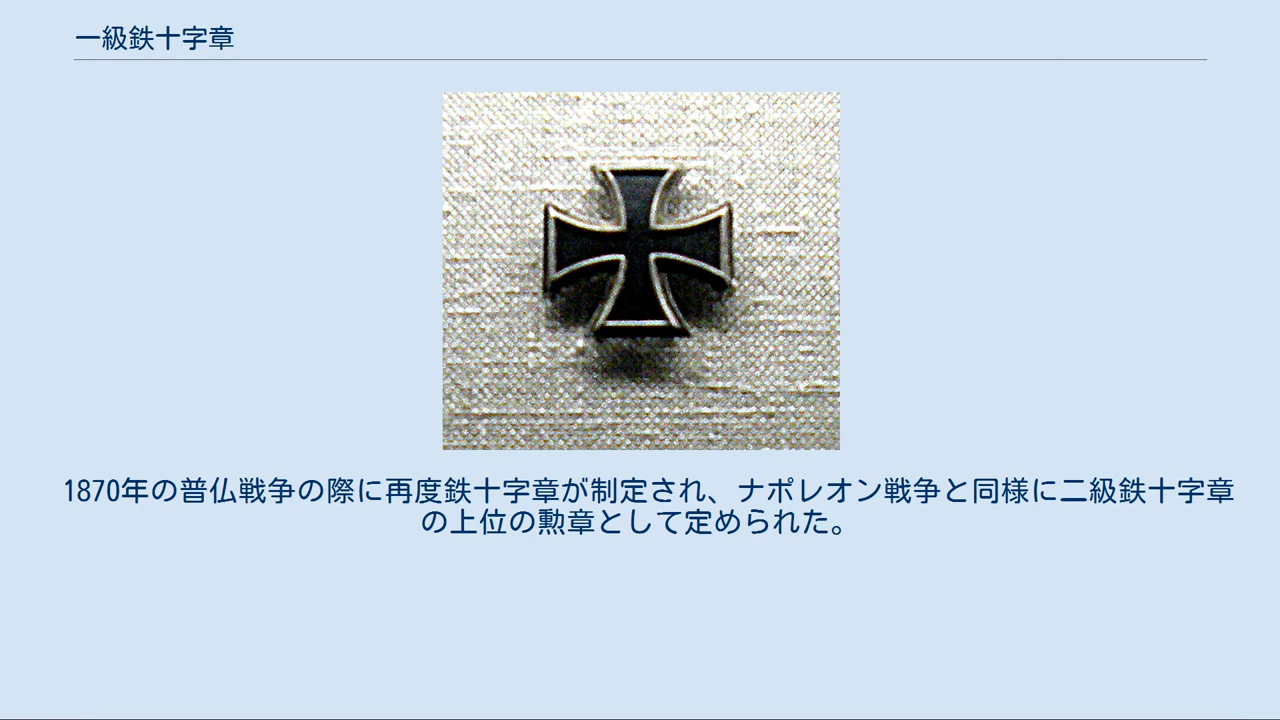 一級鉄十字章
1870年の普仏戦争の際に再度鉄十字章が制定され、ナポレオン戦争と同様に二級鉄十字章
の上位の勲章として定められた。